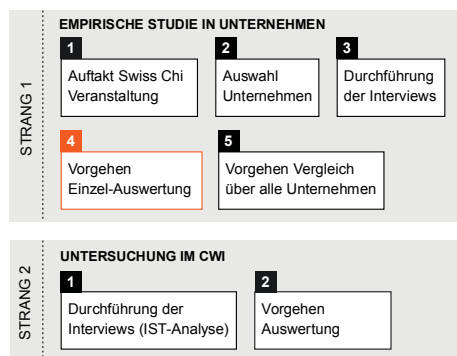 EMPIRISCHE STUDIE IN UNTERNEHMEN
STRANG 1
1
Auftakt Swiss Chi
Veranstaltung
2
Auswahl
Unternehmen
3
Durchführung
der Interviews
4
Vorgehen
Einzel-Auswertung
5
Vorgehen Vergleich
über alle Unternehmen
UNTERSUCHUNG IM CWI
STRANG 2
1
Durchführung der
Interviews (IST-Analyse)
2
Vorgehen
Auswertung